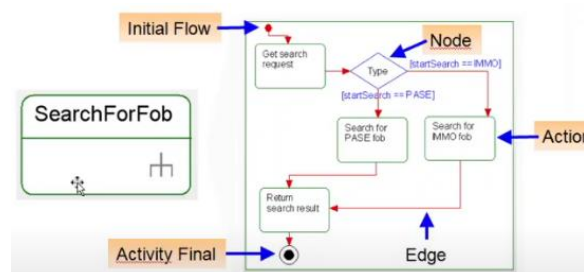 Initial Flow
Get search
request
Node
[startSearch == IMMO]
Type
[startSearch == PASE]
SearchForFob
Search for
PASE fob
Search for
IMMO fob
Action
Return
search result
Activity Final
Edge